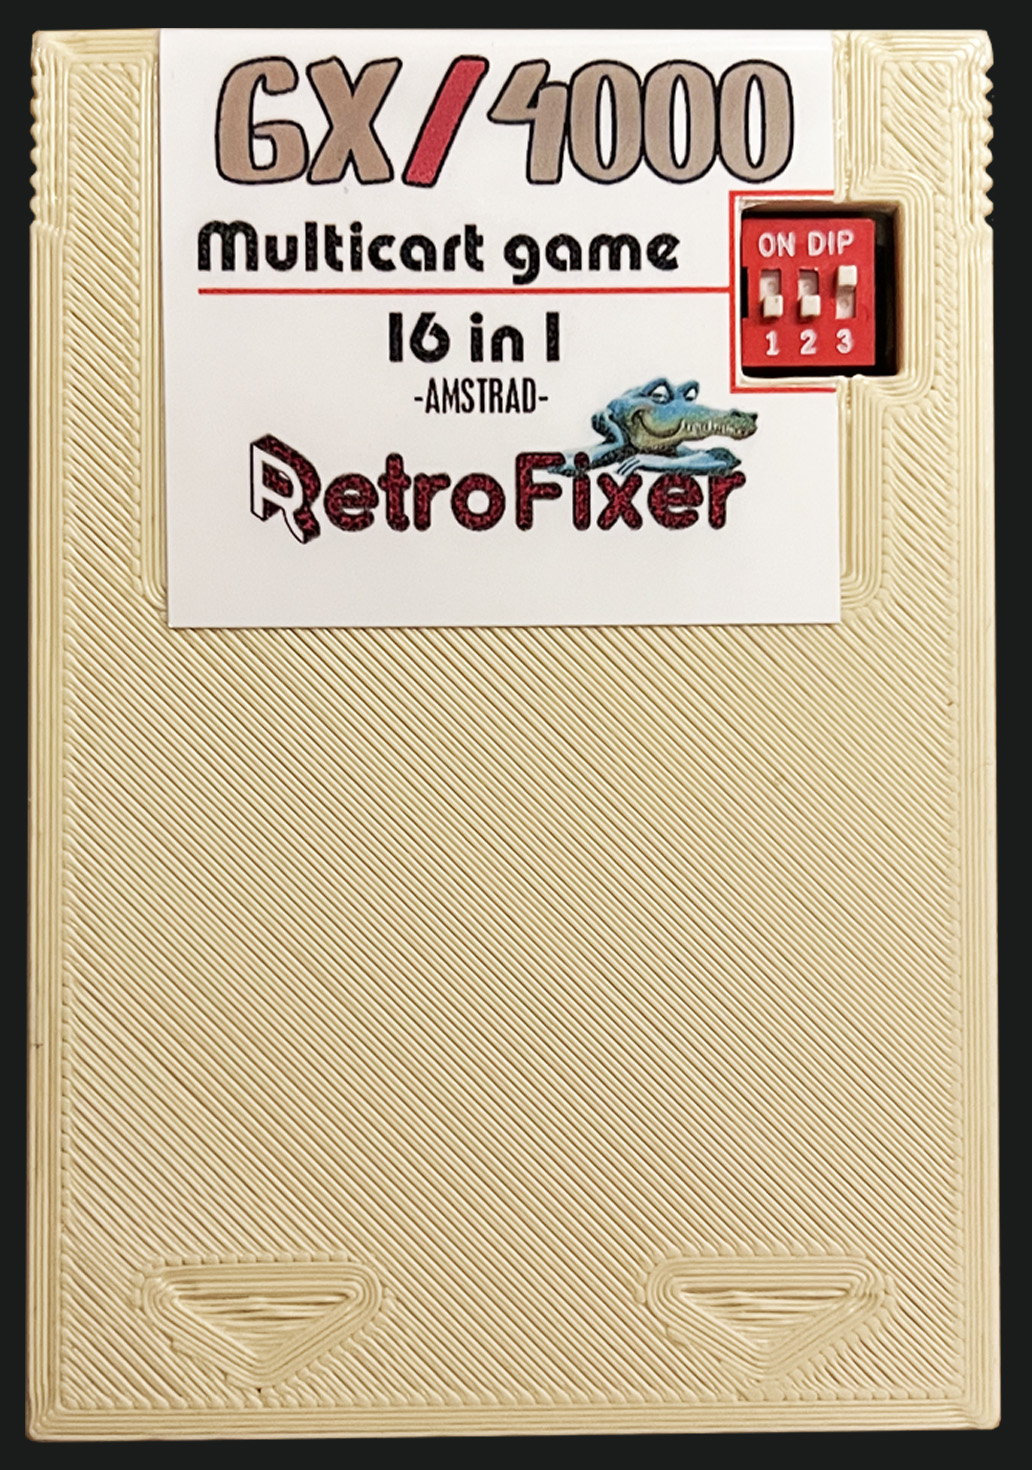 GX/4000
Multicart game
ON DIP
1 2 3
16 in 1
-AMSTRAD-
RetroFixer